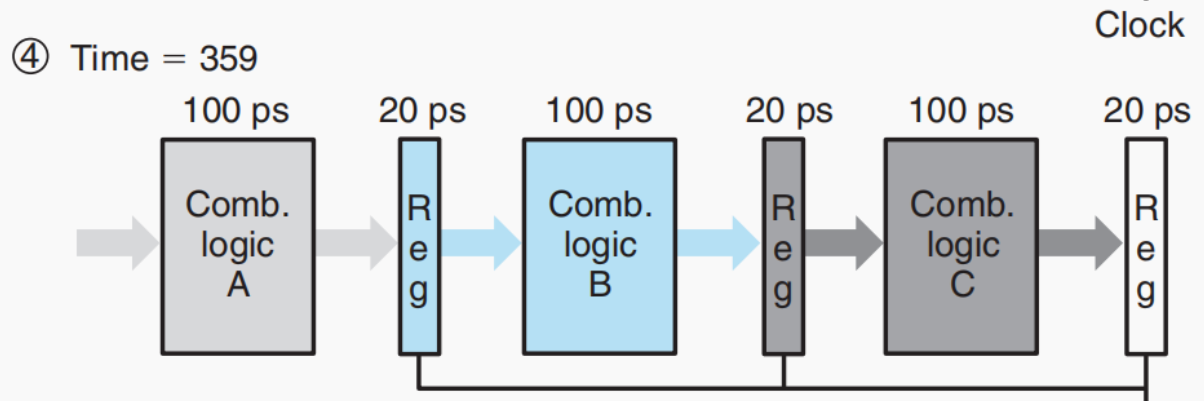 Clock
④ Time = 359
100 ps 20 ps 100 ps 20 ps 100 ps 20 ps
Comb.
logic
A
R
e
g
Comb.
logic
B
R
e
g
Comb.
logic
C
R
e
g